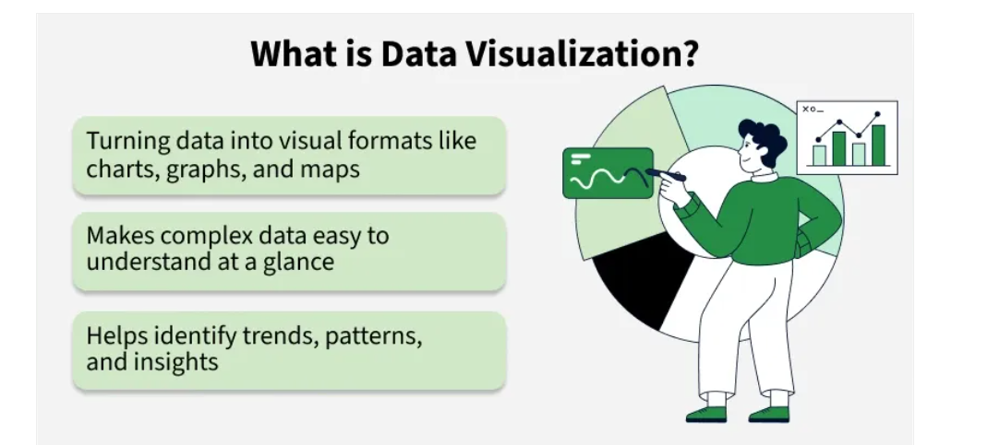 What is Data Visualization?
Turning data into visual formats like
charts, graphs, and maps
Makes complex data easy to
understand at a glance
Helps identify trends, patterns,
and insights
xo_